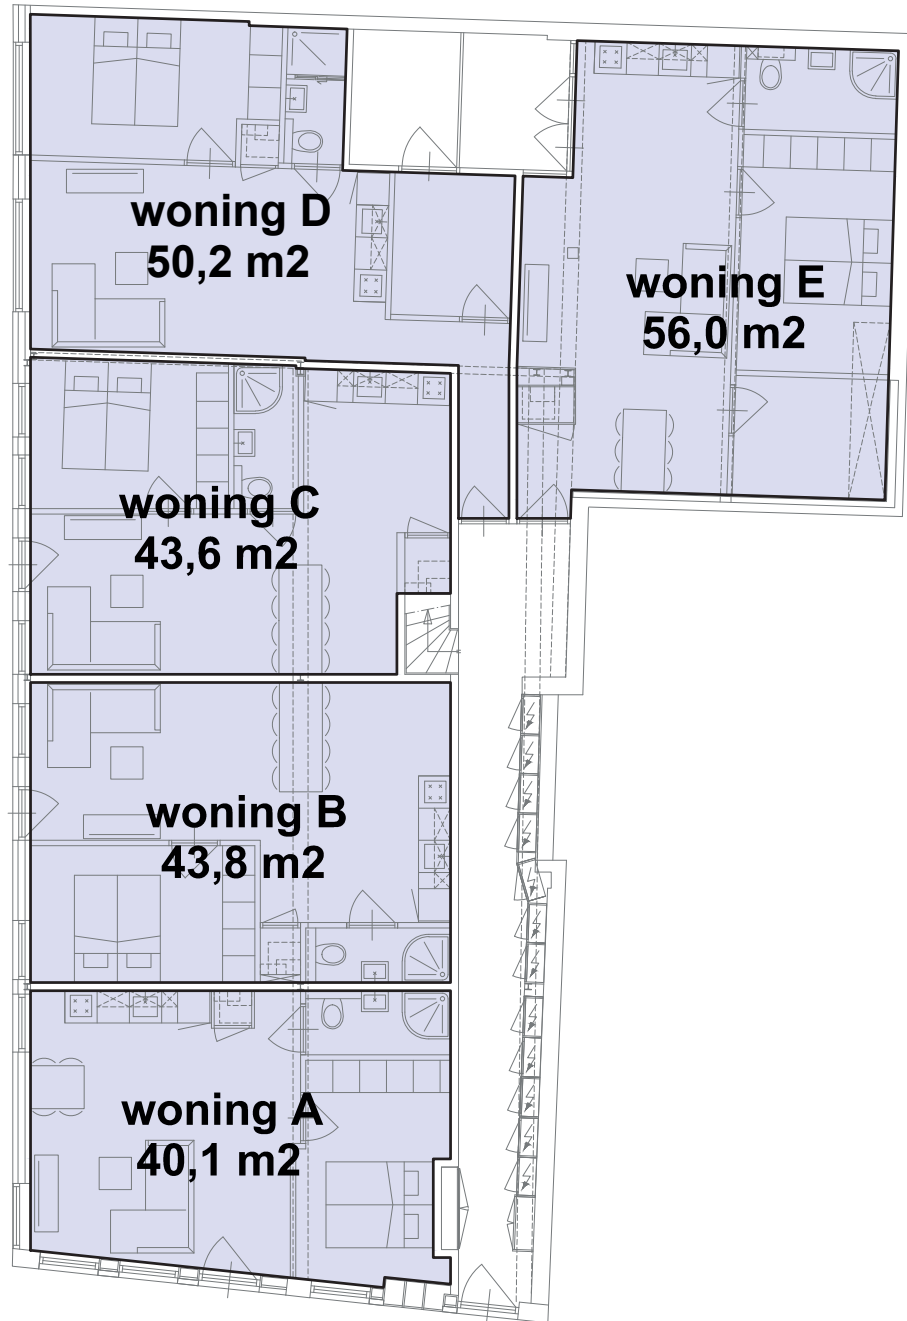 woning D
50,2 m2
woning E
56,0 m2
woning C
43,6 m2
woning B
43,8 m2
woning A
40,1 m2